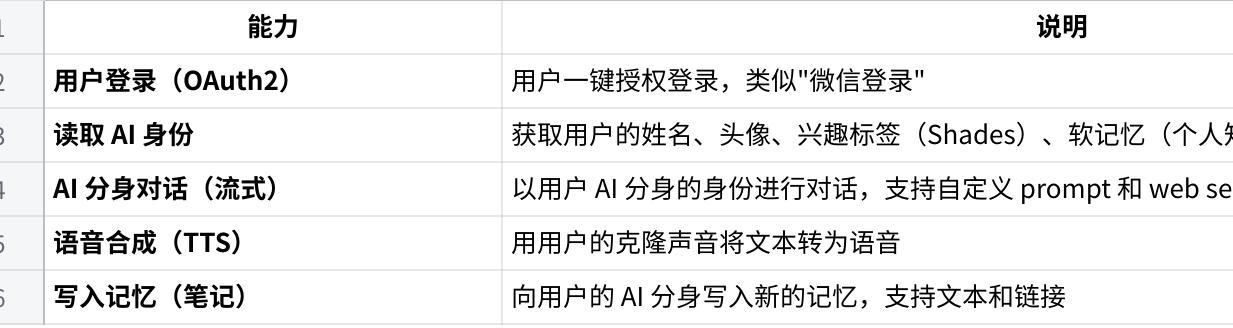 1 能力 说明
2 用户登录（OAuth2） 用户一键授权登录，类似"微信登录"
3 读取 AI 身份 获取用户的姓名、头像、兴趣标签（Shades）、软记忆（个人
4 AI 分身对话（流式） 以用户 AI 分身的身份进行对话，支持自定义 prompt 和 web se
5 语音合成（TTS） 用用户的克隆声音将文本转为语音
6 写入记忆（笔记） 向用户的 AI 分身写入新的记忆，支持文本和链接